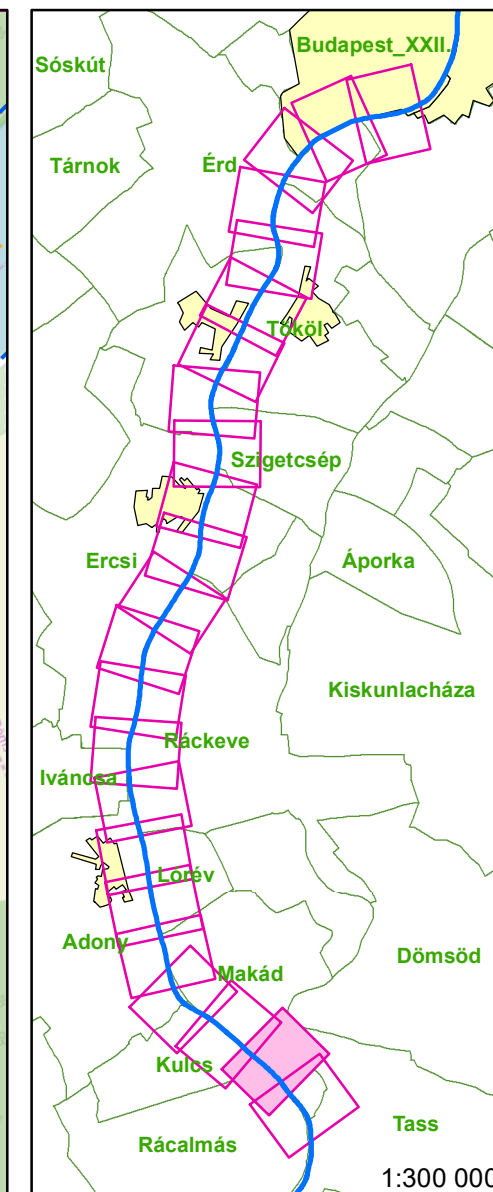 Budapest_XXII.
Sóskút
Tárnok
Érd
Tököl
Szigetcsép
Ercsi
Áporka
Kiskunlacháza
Ráckeve
Iváncsa
Lórév
Adony
Dömsöd
Makád
Kulcs
Tass
Rácalmás
1:300 000